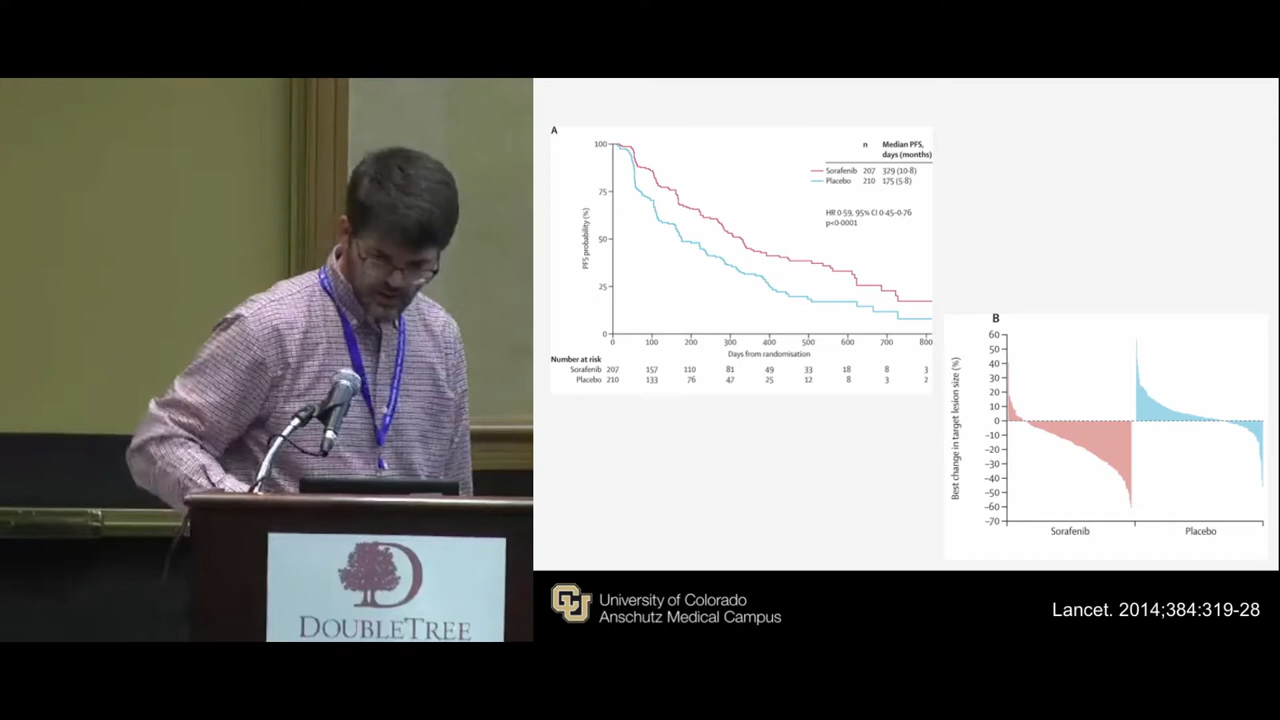 A
n Median PFS,
days (months)
Sorafenib 207 329 (10·8)
Placebo 210 175 (5·8)
HR 0·59, 95% CI 0·45–0·76
p<0·0001
PFS probability (%)
100
75
50
25
0
0 100 200 300 400 500 600 700 800
Days from randomisation
Number at risk
Sorafenib 207 157 110 81 49 33 18 8 3
Placebo 210 133 76 47 25 12 8 3 2
B
Best change in target lesion size (%)
60
50
40
30
20
10
0
–10
–20
–30
–40
–50
–60
–70
Sorafenib Placebo
D
DOUBLETREE
CU
University of Colorado
Anschutz Medical Campus
Lancet. 2014;384:319-28